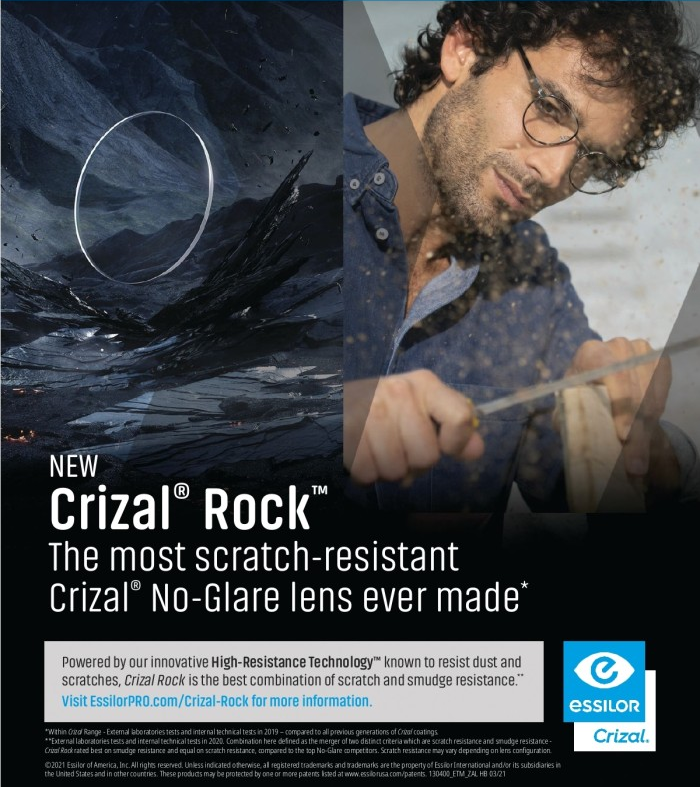 NEW
Crizal® Rock™
The most scratch-resistant
Crizal® No-Glare lens ever made*
Powered by our innovative High-Resistance Technology™ known to resist dust and
scratches, Crizal Rock is the best combination of scratch and smudge resistance.**
Visit EssilorPRO.com/Crizal-Rock for more information.
essilor
Crizal.
*Within Crizal Range - External laboratories tests and internal technical tests in 2019 – compared to all previous generations of Crizal coatings.
**External laboratories tests and internal technical tests in 2020. Combination here defined as the merger of two distinct criteria which are scratch resistance and smudge resistance -
Crizal Rock rated best on smudge resistance and equal on scratch resistance, compared to the top No-Glare competitors. Scratch resistance may vary depending on lens configuration.
©2021 Essilor of America, Inc. All rights reserved. Unless indicated otherwise, all registered trademarks and trademarks are the property of Essilor International and/or its subsidiaries in
the United States and in other countries. These products may be protected by one or more patents listed at www.essilorusa.com/patents. 130400_ETM_ZAL HB 03/21